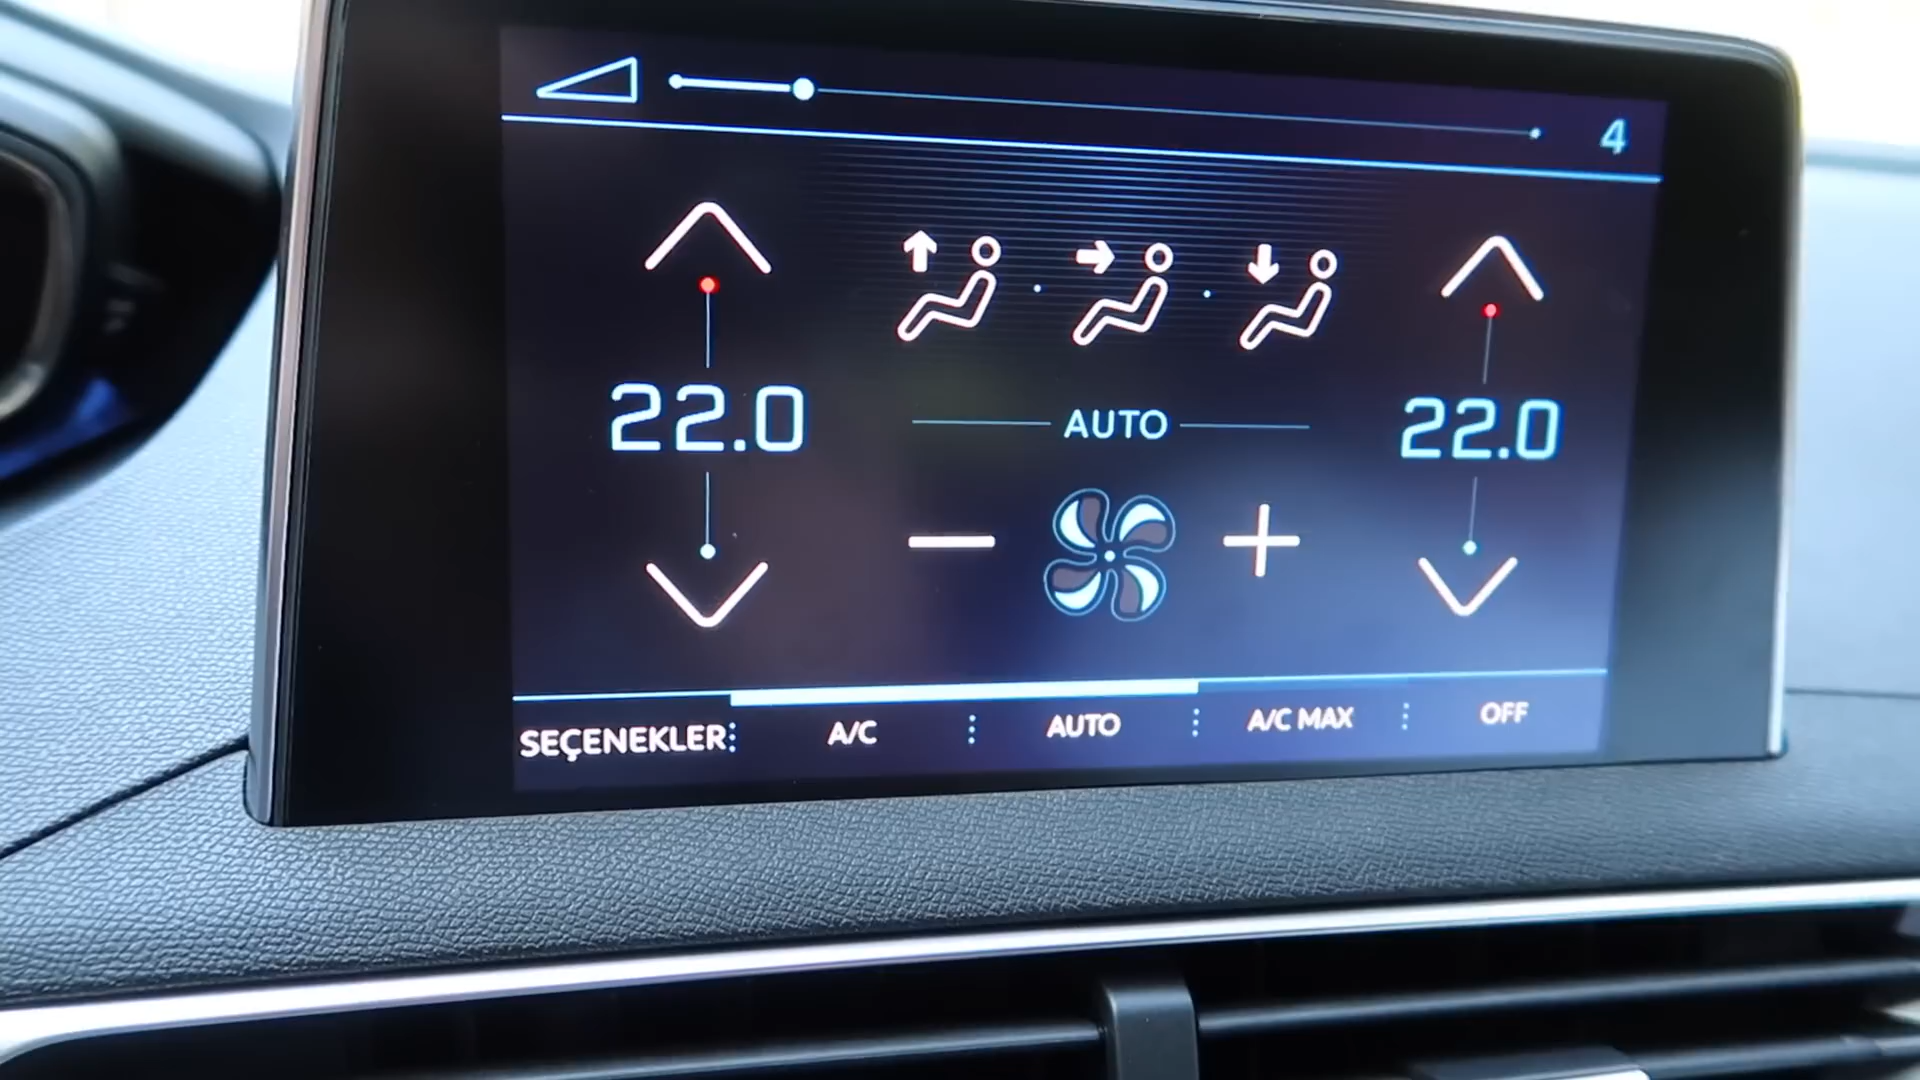 4
22.0
AUTO
22.0
SEÇENEKLER
A/C
AUTO
A/C MAX
OFF